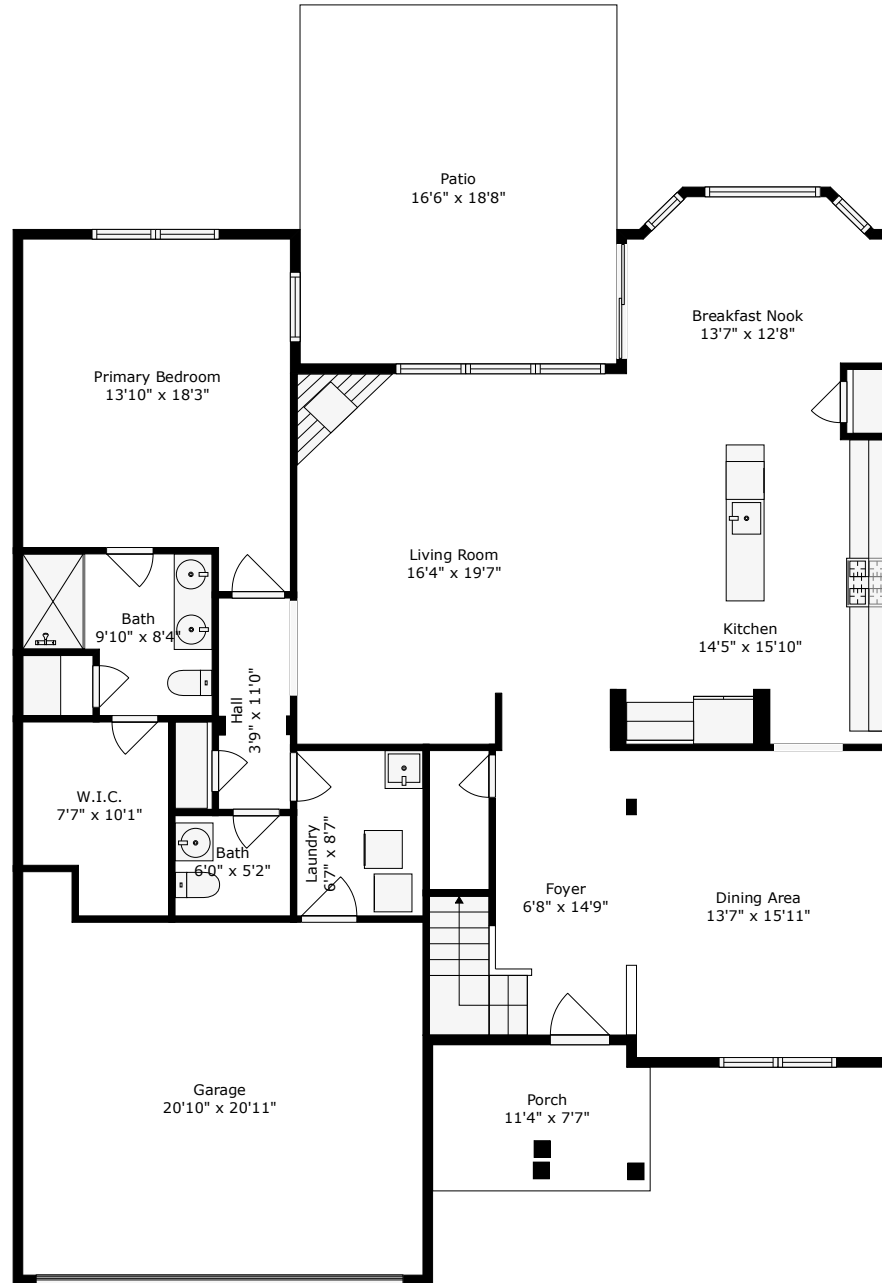 Patio
16'6" x 18'8"
Breakfast Nook
13'7" x 12'8"
Primary Bedroom
13'10" x 18'3"
Living Room
16'4" x 19'7"
Bath
9'10" x 8'4"
Kitchen
14'5" x 15'10"
Hall
3'9" x 11'0"
W.I.C.
7'7" x 10'1"
Bath
6'0" x 5'2"
Laundry
6'7" x 8'7"
Foyer
6'8" x 14'9"
Dining Area
13'7" x 15'11"
Garage
20'10" x 20'11"
Porch
11'4" x 7'7"